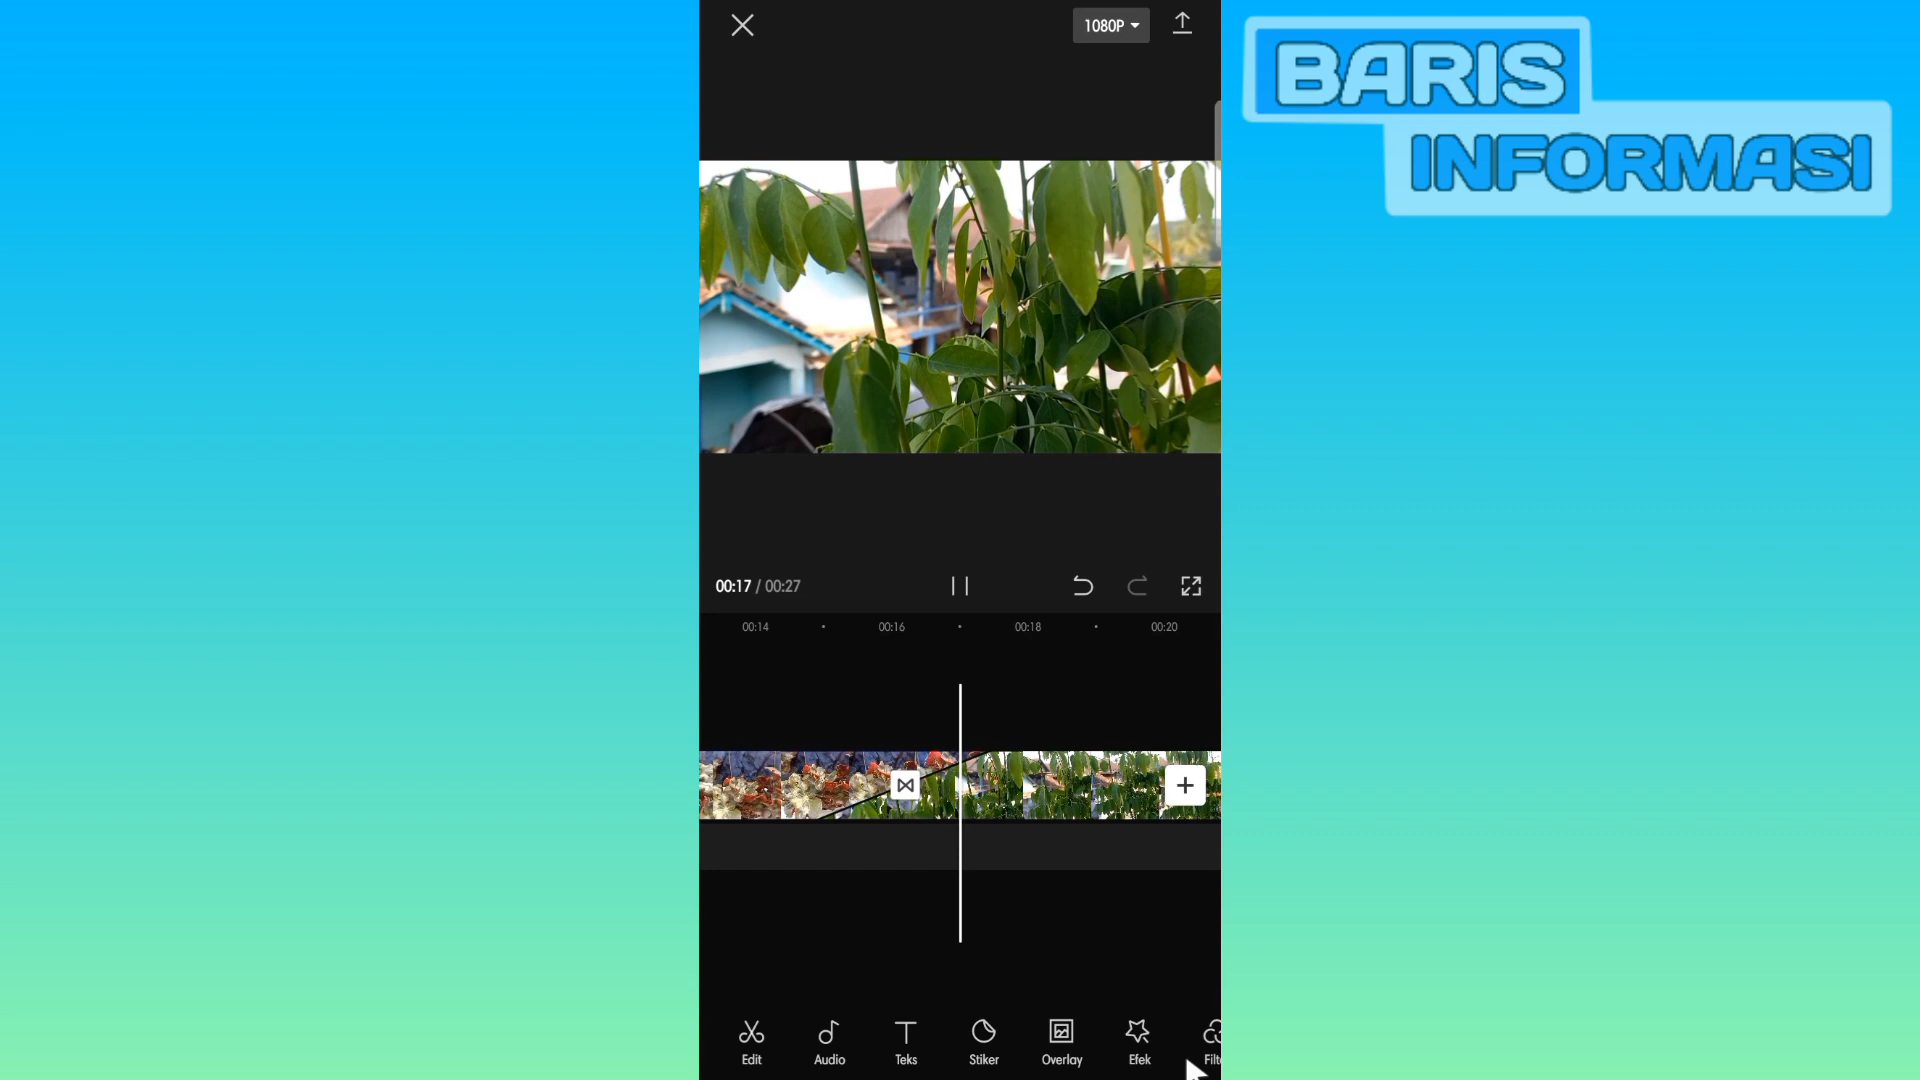 1080P
BARIS
INFORMASI
00:17 / 00:27
00:14
00:16
00:18
00:20
Edit
Audio
Teks
Stiker
Overlay
Efek
Filt